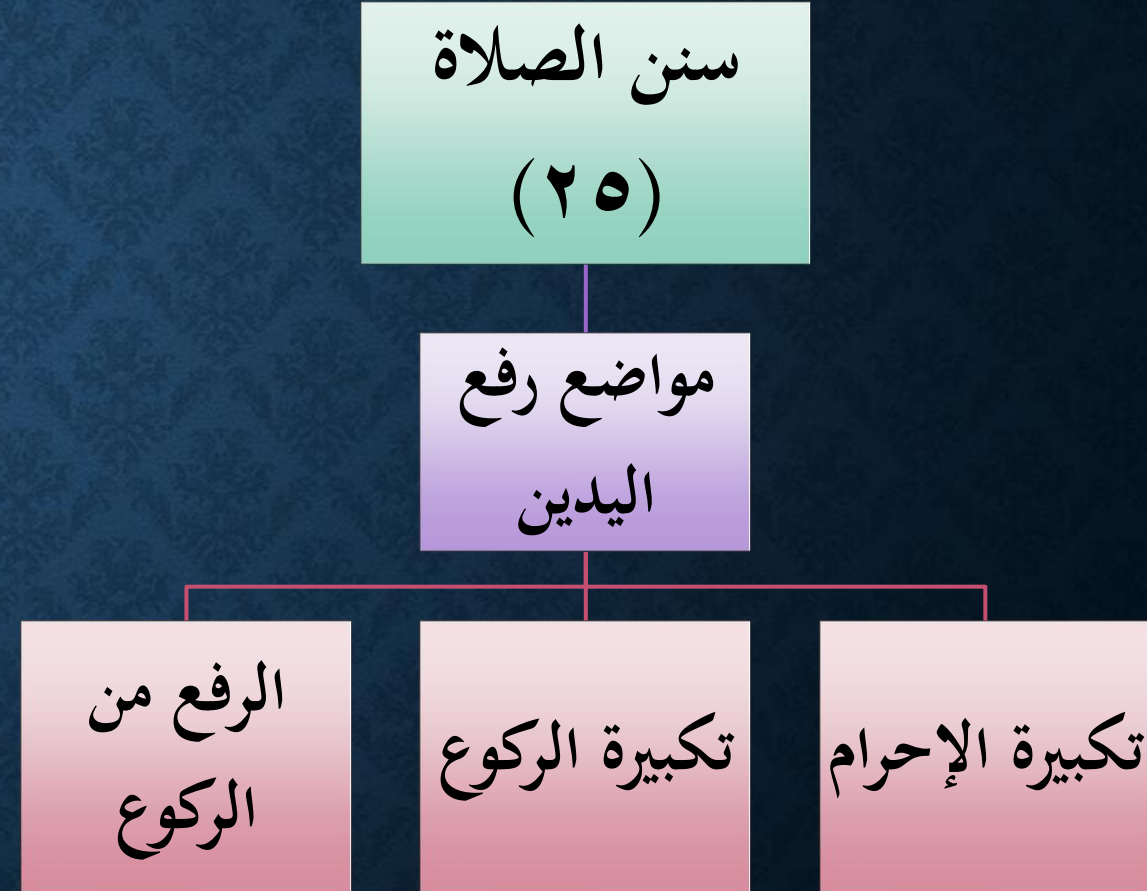 سنن الصلاة
(٢٥)
مواضع رفع
اليدين
تكبيرة الإحرام
تكبيرة الركوع
الرفع من
الركوع